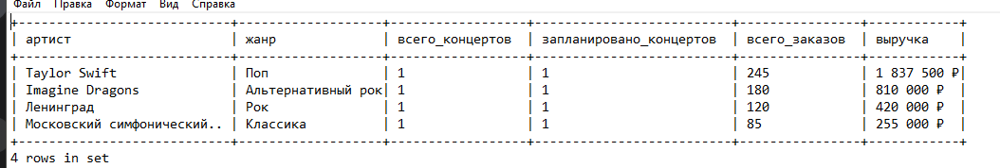 Файл Правка Формат Вид Справка
+---------------------------+------------------+------------------+-------------------------+---------------+------------+
| артист | жанр | всего_концертов | запланировано_концертов | всего_заказов | выручка |
+---------------------------+------------------+------------------+-------------------------+---------------+------------+
| Taylor Swift | Поп | 1 | 1 | 245 | 1 837 500 ₽|
| Imagine Dragons | Альтернативный рок| 1 | 1 | 180 | 810 000 ₽ |
| Ленинград | Рок | 1 | 1 | 120 | 420 000 ₽ |
| Московский симфонический.. | Классика | 1 | 1 | 85 | 255 000 ₽ |
+---------------------------+------------------+------------------+-------------------------+---------------+------------+
4 rows in set